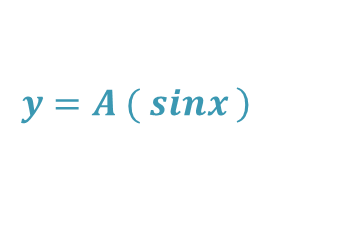 y = A ( sinx )